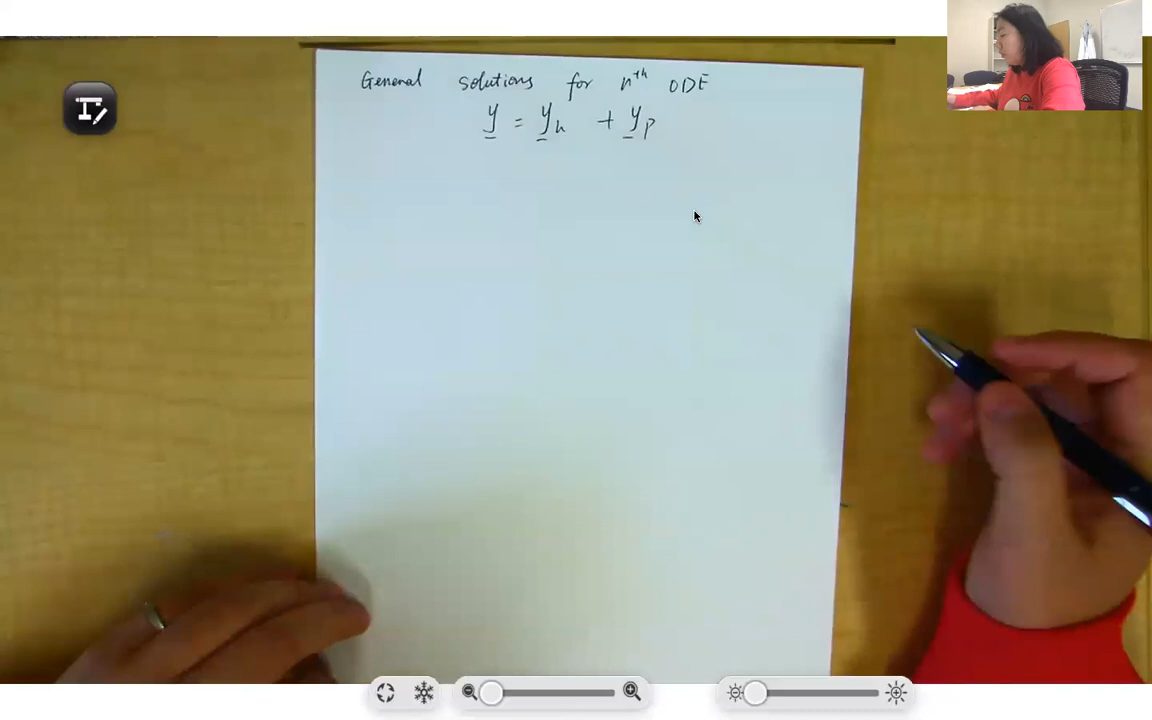 General solutions for nth ODE
y = yh + yp